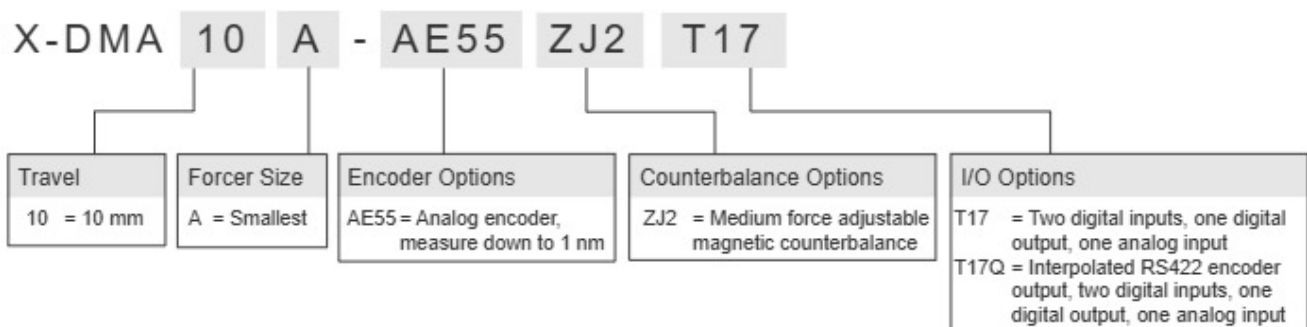 X-DMA 10 A - AE55 ZJ2 T17
Travel
10 = 10 mm
Forcer Size
A = Smallest
Encoder Options
AE55 = Analog encoder,
measure down to 1 nm
Counterbalance Options
ZJ2 = Medium force adjustable
magnetic counterbalance
I/O Options
T17 = Two digital inputs, one digital
output, one analog input
T17Q = Interpolated RS422 encoder
output, two digital inputs, one
digital output, one analog input